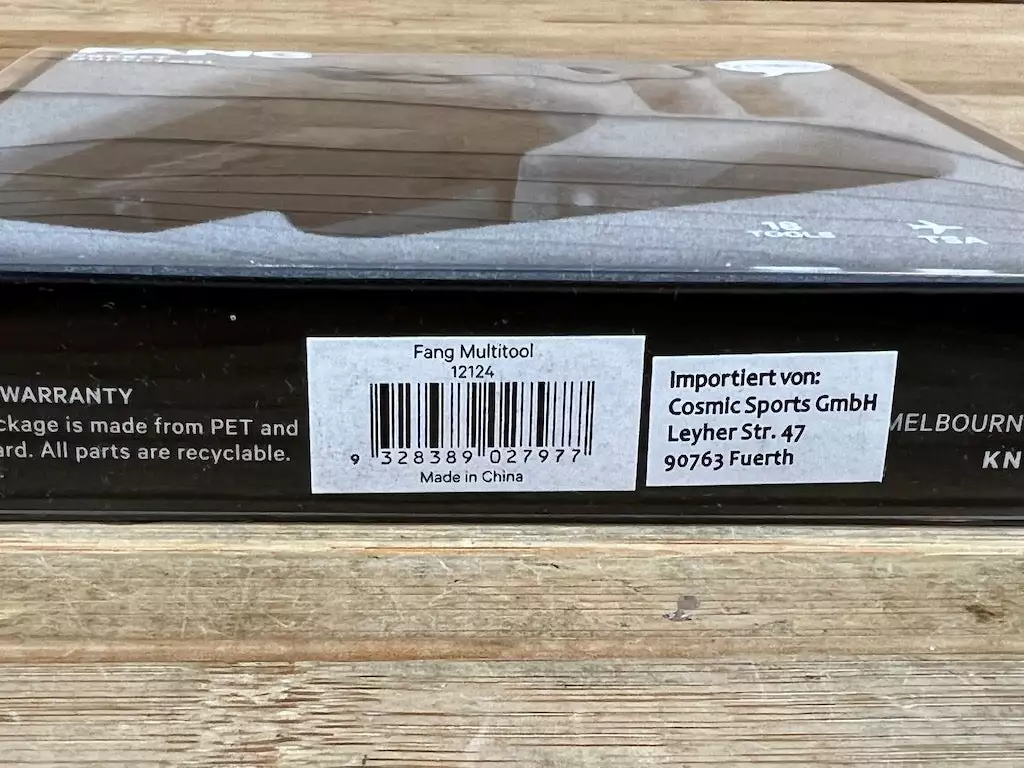 18
TOOLS
TSA
WARRANTY
ckage is made from PET and
ard. All parts are recyclable.
Fang Multitool
12124
9 328389 027977
Made in China
Importiert von:
Cosmic Sports GmbH
Leyher Str. 47
90763 Fuerth
MELBOURN
KN